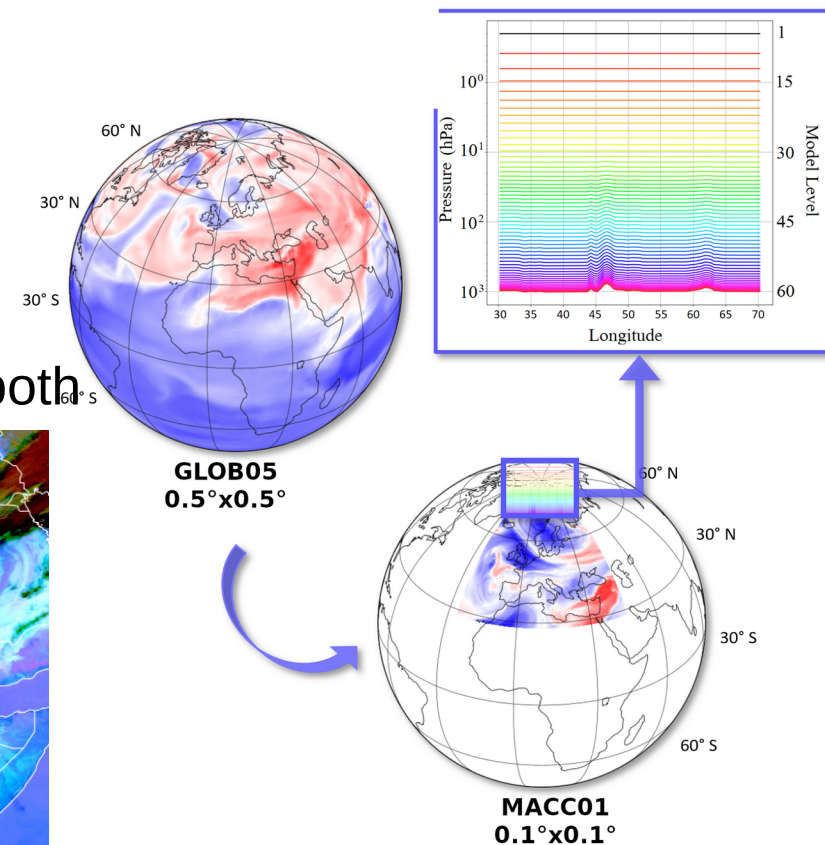 60° N
30° N
30° S
60° S
both
GLOB05
0.5°x0.5°
Pressure (hPa)
10⁰
10¹
10²
10³
1
15
30
45
60
Model Level
30 35 40 45 50 55 60 65 70
Longitude
60° N
30° N
30° S
60° S
MACC01
0.1°x0.1°